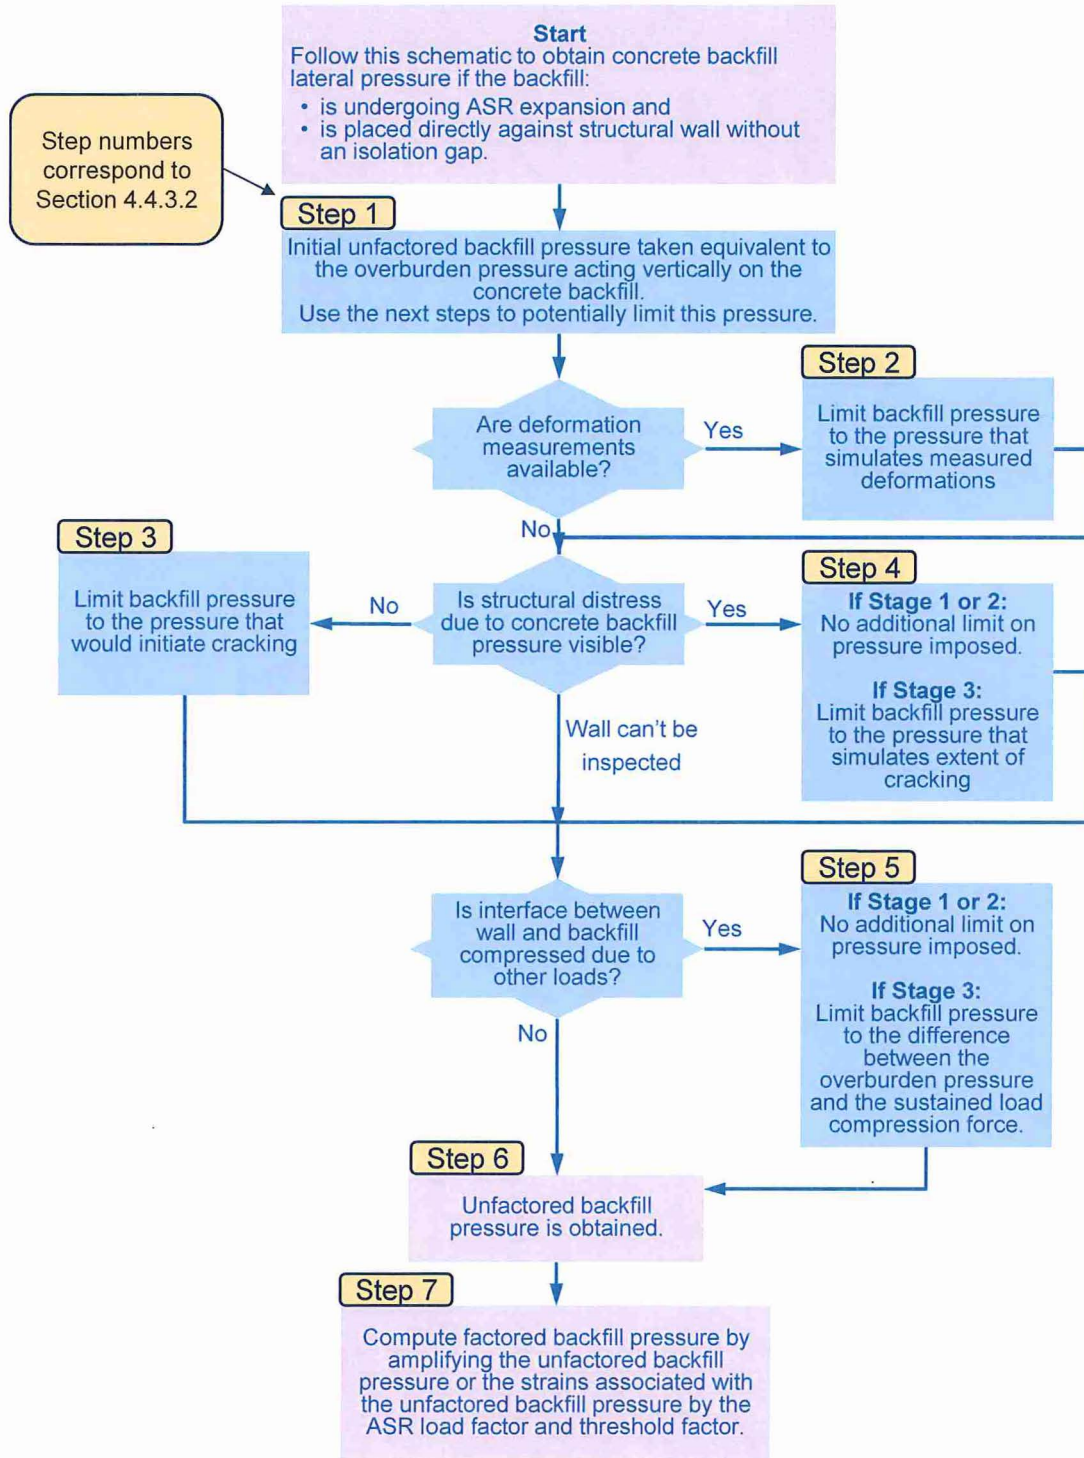 Start
Follow this schematic to obtain concrete backfill
lateral pressure if the backfill:
• is undergoing ASR expansion and
• is placed directly against structural wall without
an isolation gap.
Step numbers
correspond to
Section 4.4.3.2
Step 1
Initial unfactored backfill pressure taken equivalent to
the overburden pressure acting vertically on the
concrete backfill.
Use the next steps to potentially limit this pressure.
Are deformation
measurements
available?
Yes
Step 2
Limit backfill pressure
to the pressure that
simulates measured
deformations
No
Step 3
Limit backfill pressure
to the pressure that
would initiate cracking
No
Is structural distress
due to concrete backfill
pressure visible?
Yes
Step 4
If Stage 1 or 2:
No additional limit on
pressure imposed.
If Stage 3:
Limit backfill pressure
to the pressure that
simulates extent of
cracking
Wall can't be
inspected
Is interface between
wall and backfill
compressed due to
other loads?
Yes
Step 5
If Stage 1 or 2:
No additional limit on
pressure imposed.
If Stage 3:
Limit backfill pressure
to the difference
between the
overburden pressure
and the sustained load
compression force.
No
Step 6
Unfactored backfill
pressure is obtained.
Step 7
Compute factored backfill pressure by
amplifying the unfactored backfill
pressure or the strains associated with
the unfactored backfill pressure by the
ASR load factor and threshold factor.